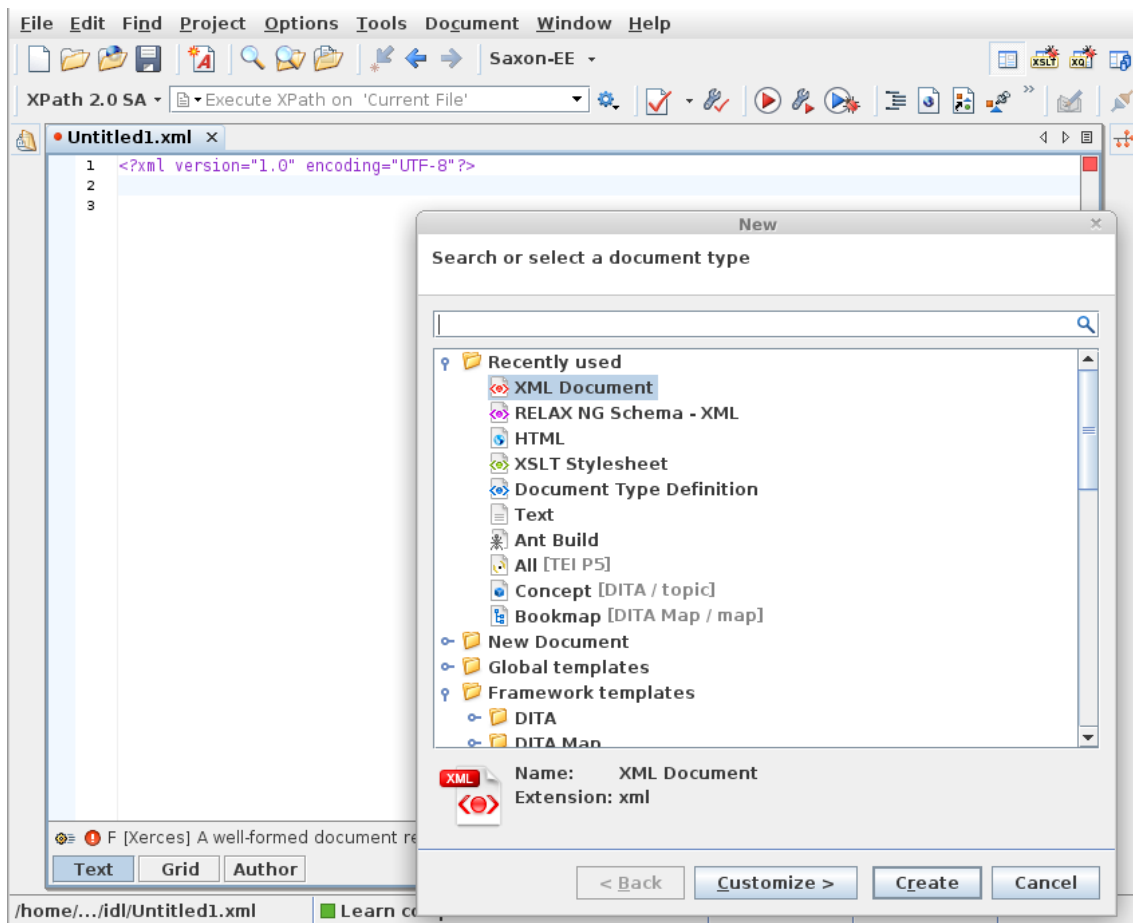 File Edit Find Project Options Tools Document Window Help
Saxon-EE
XSLT XQ
XPath 2.0 SA Execute XPath on 'Current File'
Untitled1.xml
1 <?xml version="1.0" encoding="UTF-8"?>
2
3
New
Search or select a document type
Recently used
XML Document
RELAX NG Schema - XML
HTML
XSLT Stylesheet
Document Type Definition
Text
Ant Build
All [TEI P5]
Concept [DITA / topic]
Bookmap [DITA Map / map]
New Document
Global templates
Framework templates
DITA
DITA Map
XML
Name: XML Document
Extension: xml
F [Xerces] A well-formed document re
Text Grid Author
< Back Customize > Create Cancel
/home/.../idl/Untitled1.xml Learn